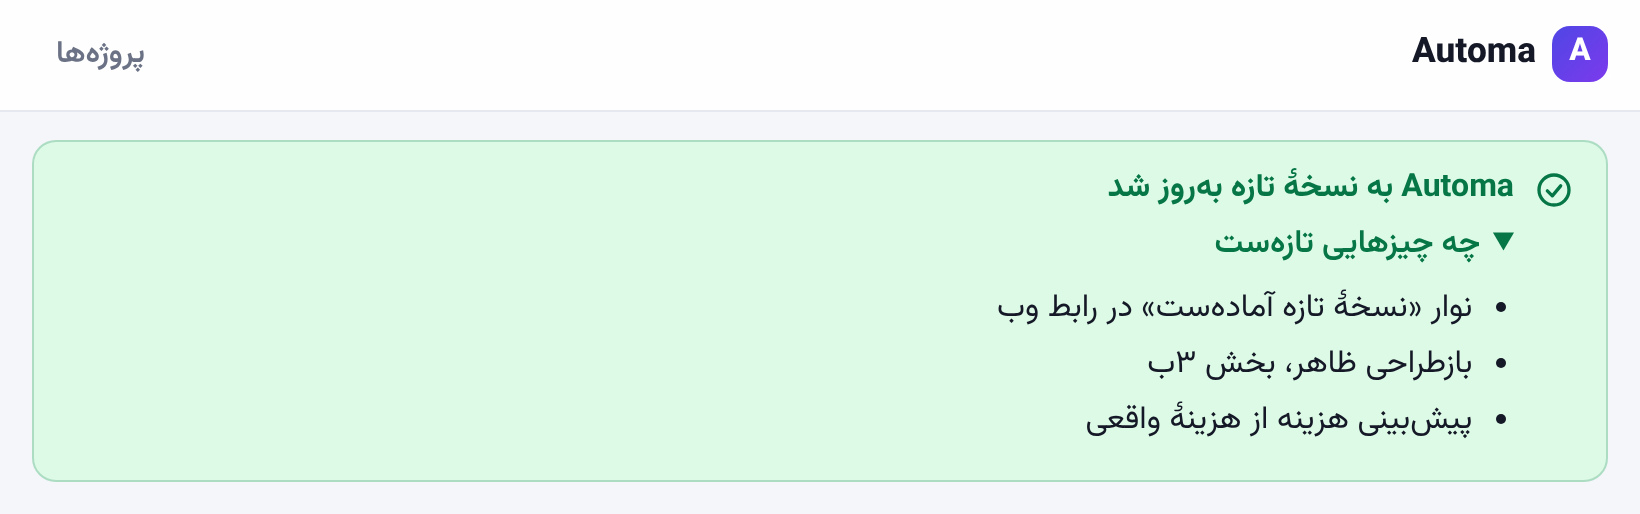 A Automa
پروژه‌ها
Automa به نسخهٔ تازه به‌روز شد
▼ چه چیزهایی تازه‌ست
• نوار «نسخهٔ تازه آماده‌ست» در رابط وب
• بازطراحی ظاهر، بخش ۳ب
• پیش‌بینی هزینه از هزینهٔ واقعی